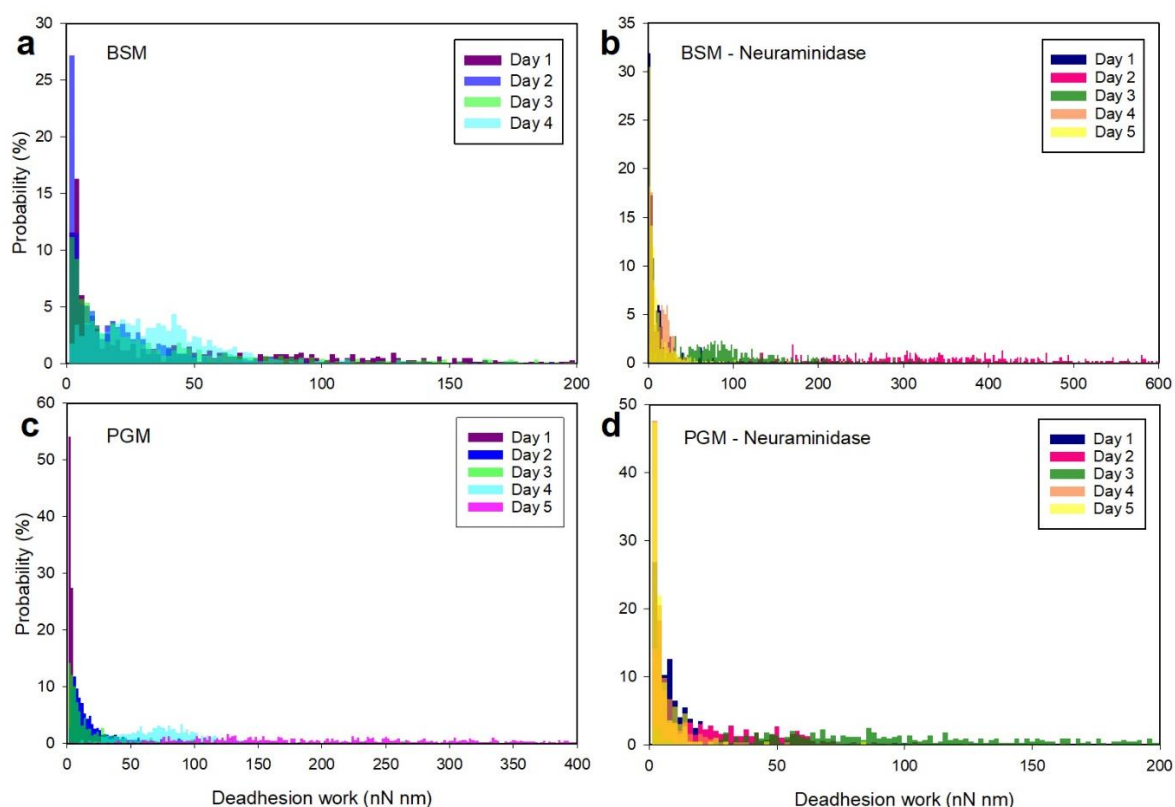 a
BSM
Day 1
Day 2
Day 3
Day 4
Probability (%)
30
25
20
15
10
5
0
0 50 100 150 200
b
BSM - Neuraminidase
Day 1
Day 2
Day 3
Day 4
Day 5
35
30
25
20
15
10
5
0
0 100 200 300 400 500 600
c
PGM
Day 1
Day 2
Day 3
Day 4
Day 5
Probability (%)
60
50
40
30
20
10
0
0 50 100 150 200 250 300 350 400
Deadhesion work (nN nm)
d
PGM - Neuraminidase
Day 1
Day 2
Day 3
Day 4
Day 5
50
40
30
20
10
0
0 50 100 150 200
Deadhesion work (nN nm)